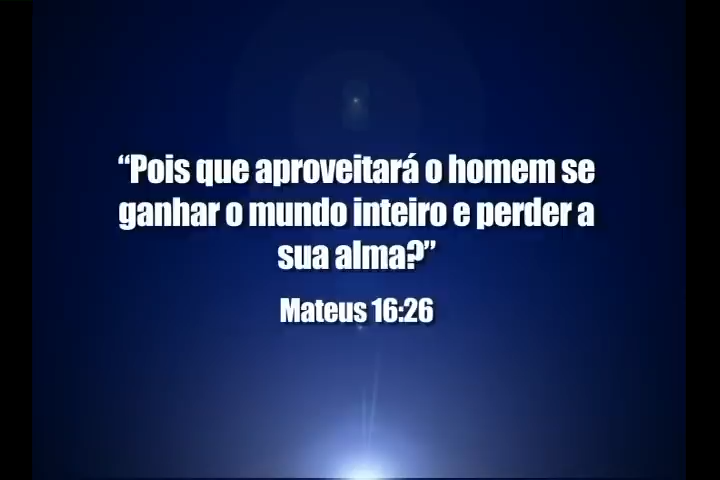 “Pois que aproveitará o homem se
ganhar o mundo inteiro e perder a
sua alma?”
Mateus 16:26